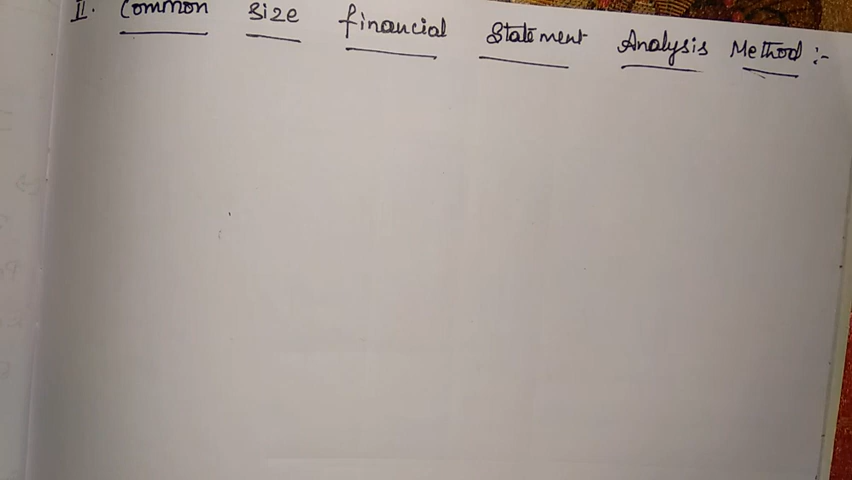 II. Common Size financial Statement Analysis Method :-